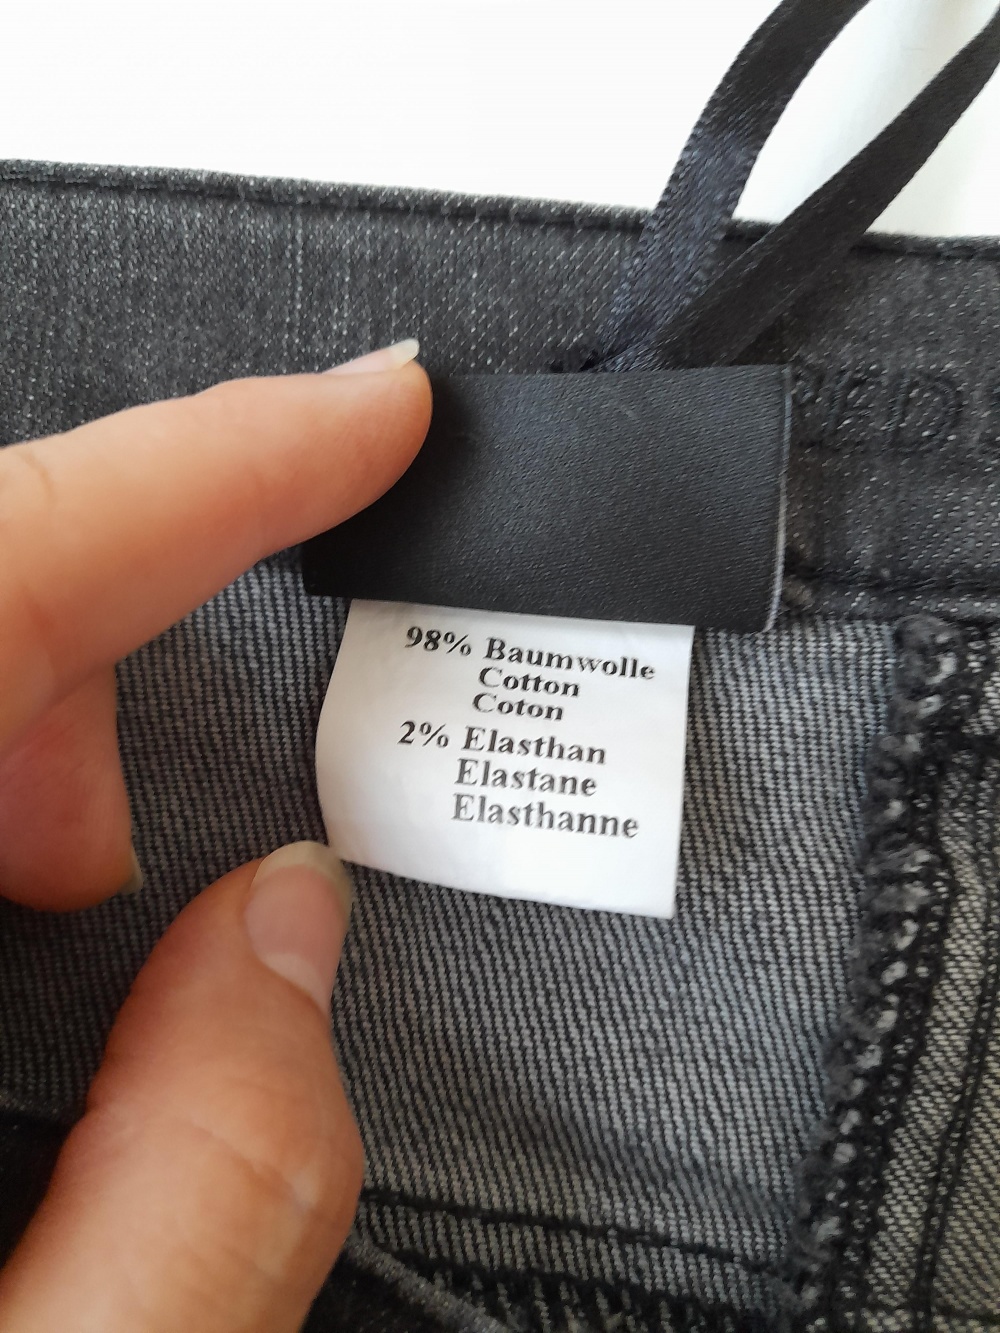 98% Baumwolle
Cotton
Coton
2% Elasthan
Elastane
Elasthanne